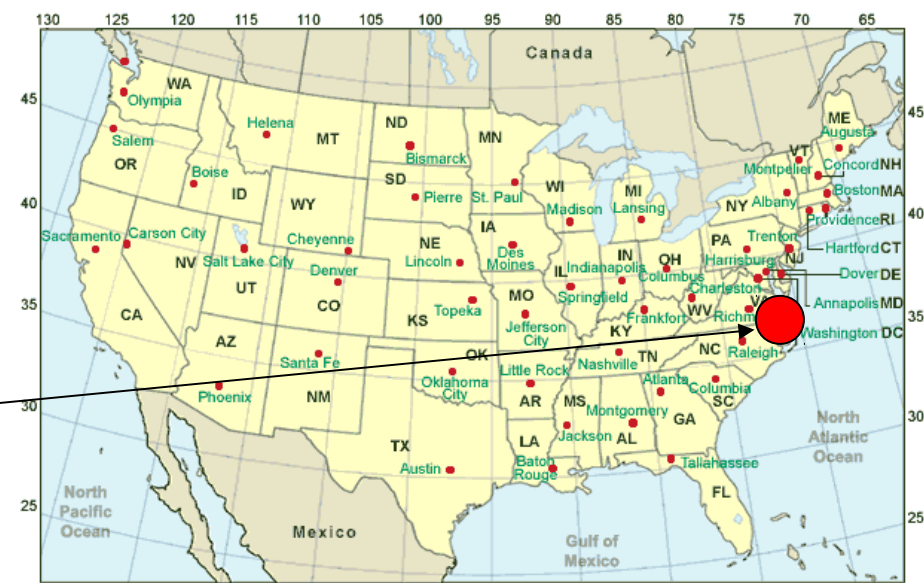 130 125 120 115 110 105 100 95 90 85 80 75 70 65
Canada
45
WA
Olympia
Helena
MT
ND
MN
ME
45
Augusta
Salem
Bismarck
VT
OR
Boise
SD
Montpelier
Concord NH
ID
Pierre
St. Paul
WI
MI
Boston MA
40
WY
Madison
Lansing
NY
Albany
40
Providence RI
Sacramento
Carson City
Cheyenne
NE
IA
PA
Trenton
Hartford CT
NV
Salt Lake City
Lincoln
Des
Moines
IL
IN
Indianapolis
OH
Columbus
Harrisburg
NJ
Denver
Dover DE
UT
MO
Springfield
Charleston
VA
Annapolis MD
35
CO
Topeka
WV
35
CA
KS
Jefferson
City
Frankfort
Richm
KY
Washington DC
AZ
Santa Fe
OK
Nashville
TN
NC
Raleigh
Little Rock
Oklahoma
City
Atlanta
Columbia
30
Phoenix
NM
AR
MS
Montgomery
SC
30
GA
North
Atlantic
Ocean
TX
LA
Jackson
AL
Austin
Baton
Rouge
Tallahassee
25
North
Pacific
Ocean
FL
25
Mexico
Gulf of
Mexico